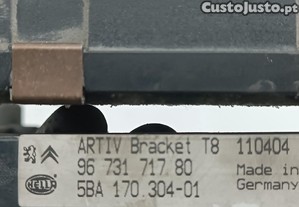 CustoJusto.pt
ARTIV Bracket T8 110404
96 731 717 80 Made in
HELLA 5BA 170.304-01 Germany